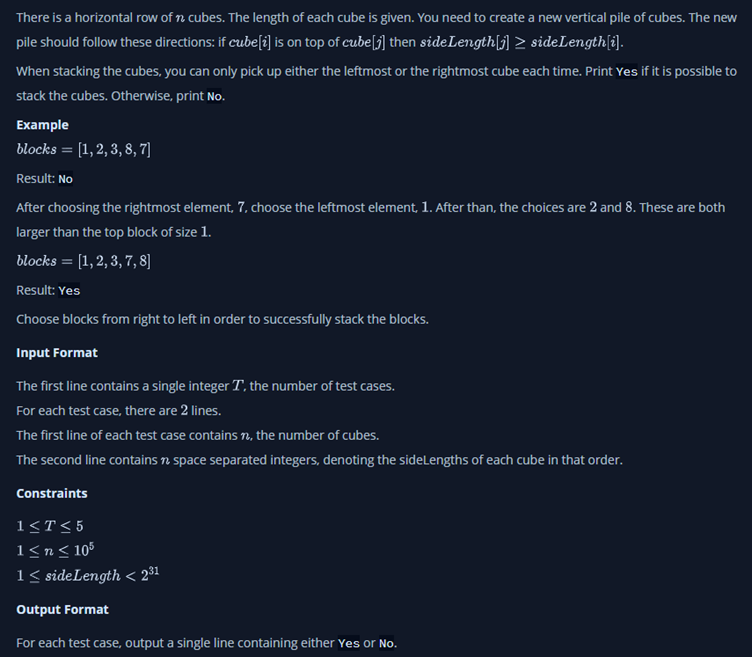 There is a horizontal row of n cubes. The length of each cube is given. You need to create a new vertical pile of cubes. The new
pile should follow these directions: if cube[i] is on top of cube[j] then sideLength[j] ≥ sideLength[i].
When stacking the cubes, you can only pick up either the leftmost or the rightmost cube each time. Print Yes if it is possible to
stack the cubes. Otherwise, print No.
Example
blocks = [1, 2, 3, 8, 7]
Result: No
After choosing the rightmost element, 7, choose the leftmost element, 1. After than, the choices are 2 and 8. These are both
larger than the top block of size 1.
blocks = [1, 2, 3, 7, 8]
Result: Yes
Choose blocks from right to left in order to successfully stack the blocks.
Input Format
The first line contains a single integer T, the number of test cases.
For each test case, there are 2 lines.
The first line of each test case contains n, the number of cubes.
The second line contains n space separated integers, denoting the sideLengths of each cube in that order.
Constraints
1 ≤ T ≤ 5
1 ≤ n ≤ 10⁵
1 ≤ sideLength < 2³¹
Output Format
For each test case, output a single line containing either Yes or No.